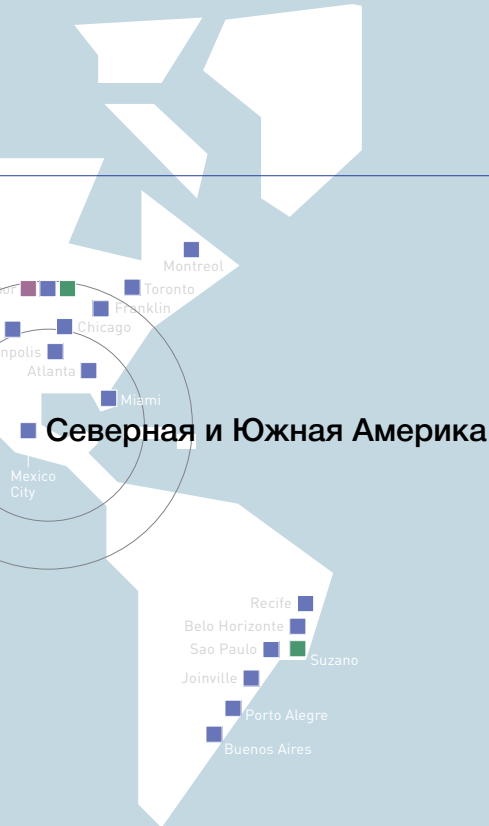 Montreol
Toronto
Franklin
Chicago
Atlanta
Miami
Северная и Южная Америка
Mexico
City
Recife
Belo Horizonte
Sao Paulo
Suzano
Joinville
Porto Alegre
Buenos Aires